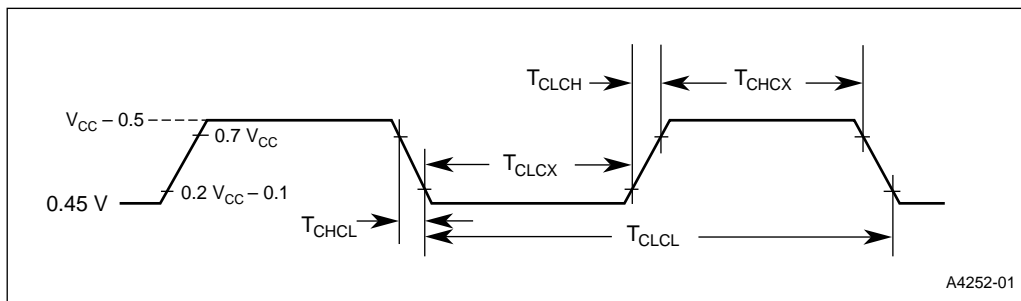 T_CLCH
T_CHCX
V_CC – 0.5
0.7 V_CC
T_CLCX
0.2 V_CC – 0.1
0.45 V
T_CHCL
T_CLCL
A4252-01